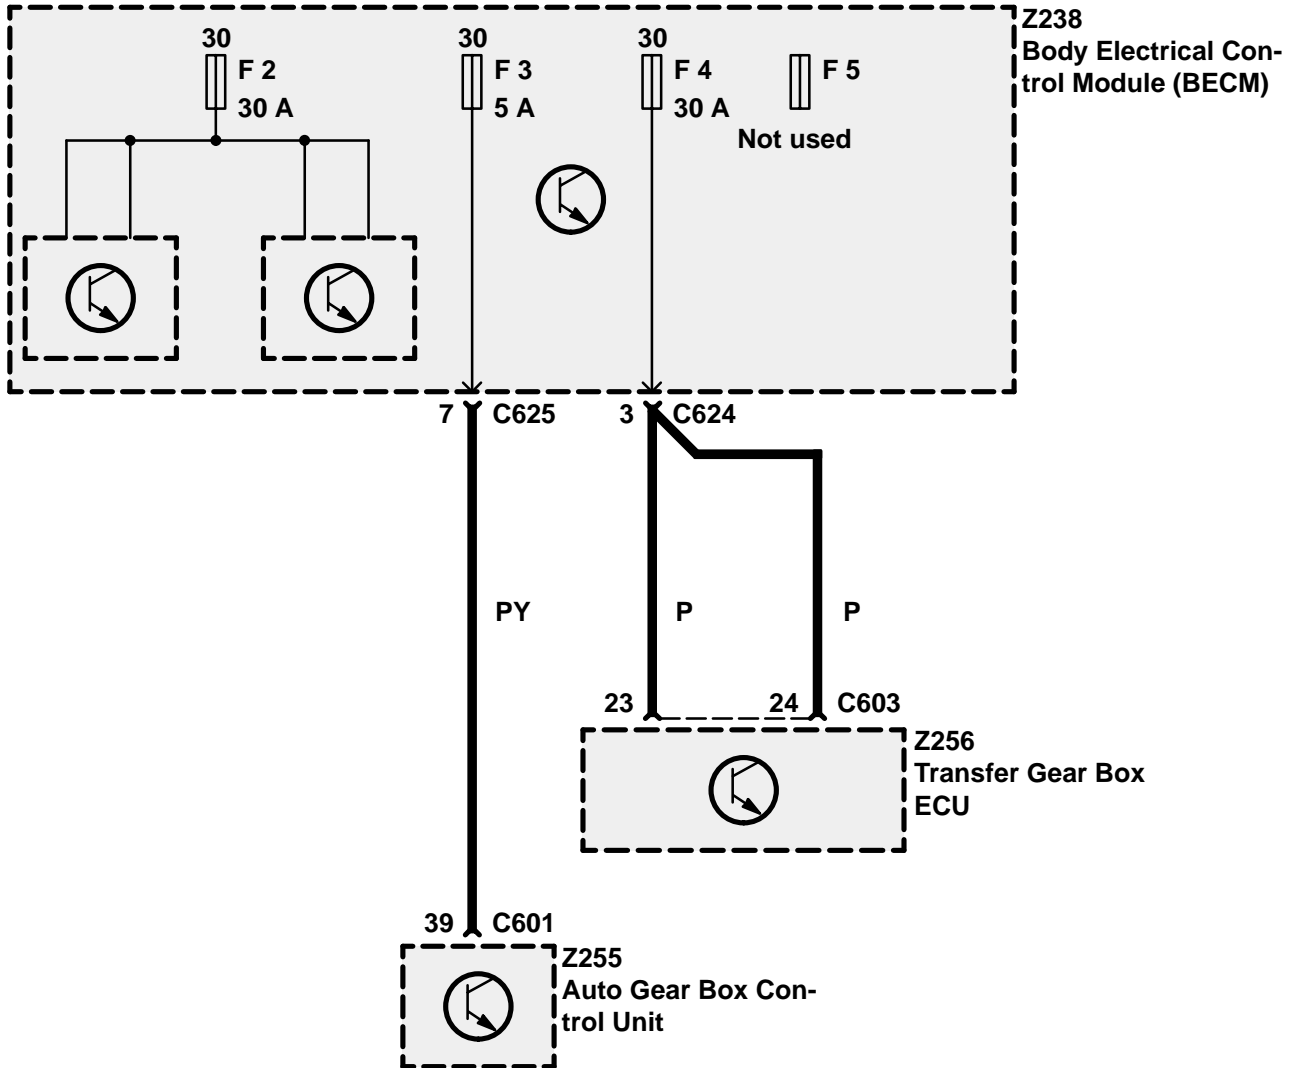 Z238
Body Electrical Con-
trol Module (BECM)
30
30
30
F 2
F 3
F 4
F 5
30 A
5 A
30 A
Not used
7
C625
3
C624
PY
P
P
23
24
C603
Z256
Transfer Gear Box
ECU
39
C601
Z255
Auto Gear Box Con-
trol Unit